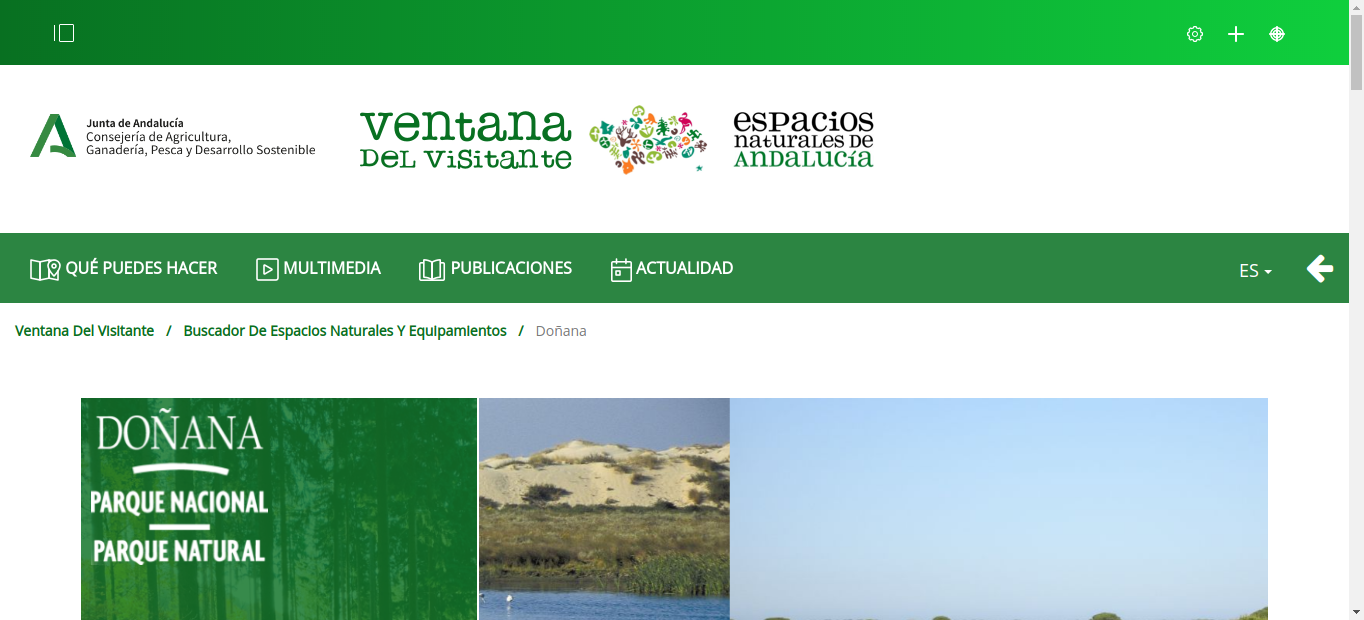 Junta de Andalucía
Consejería de Agricultura,
Ganadería, Pesca y Desarrollo Sostenible
ventana
DEL VISITANTE
espacios
naturales DE
ANDALUCÍA
QUÉ PUEDES HACER
MULTIMEDIA
PUBLICACIONES
ACTUALIDAD
ES
Ventana Del Visitante / Buscador De Espacios Naturales Y Equipamientos / Doñana
DOÑANA
PARQUE NACIONAL
PARQUE NATURAL